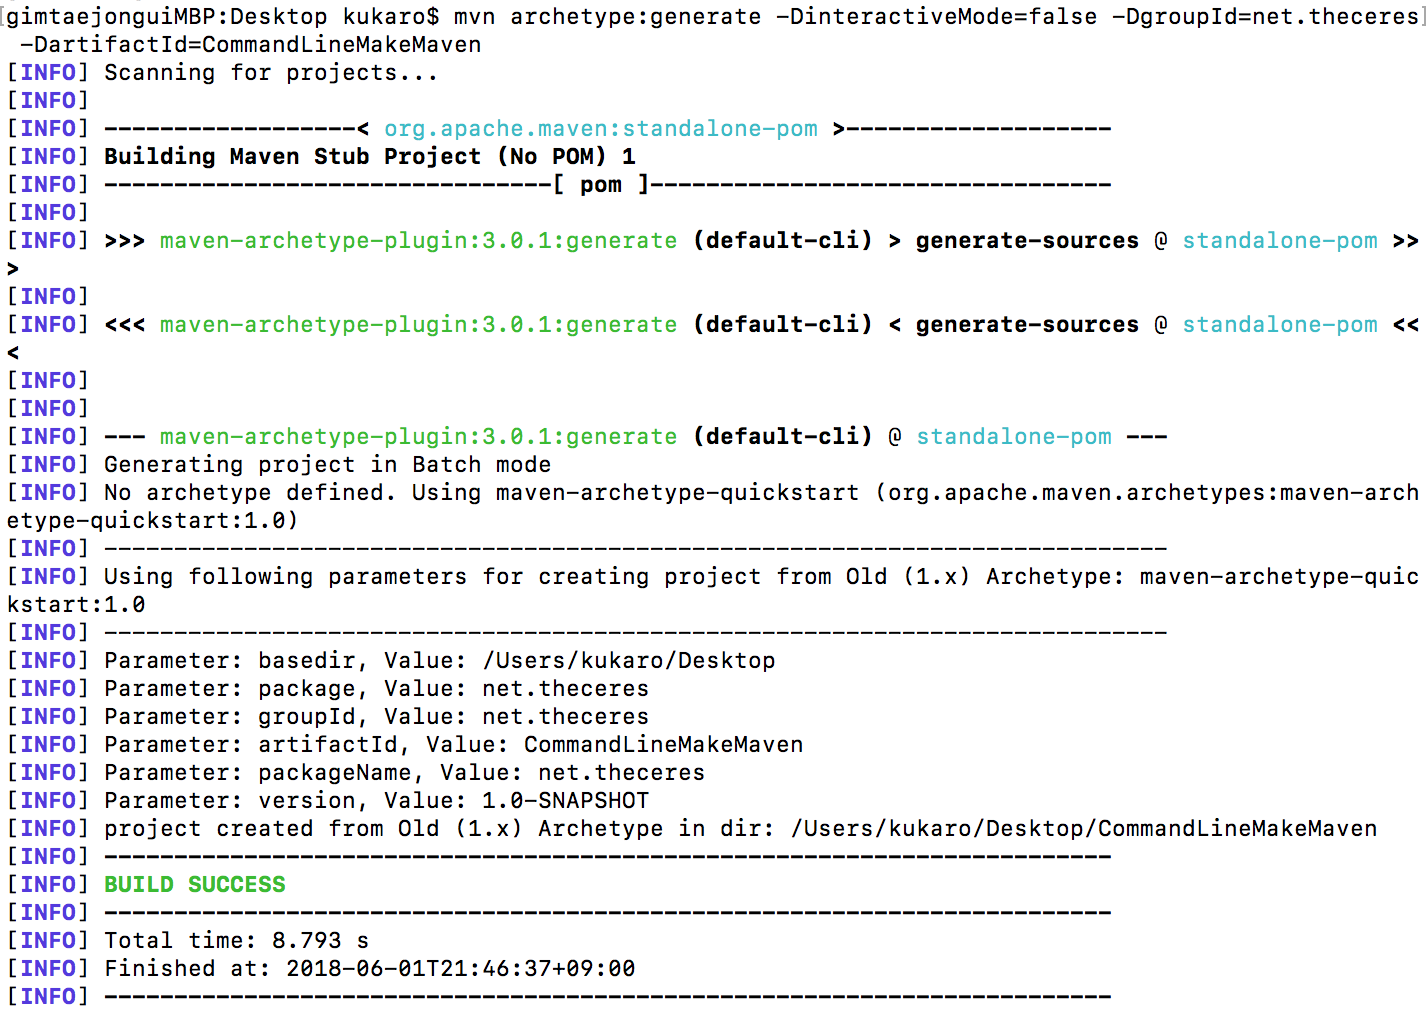 gimtaejonguiMBP:Desktop kukaro$ mvn archetype:generate -DinteractiveMode=false -DgroupId=net.theceres
-DartifactId=CommandLineMakeMaven
[INFO] Scanning for projects...
[INFO]
[INFO] ------------------< org.apache.maven:standalone-pom >-------------------
[INFO] Building Maven Stub Project (No POM) 1
[INFO] --------------------------------[ pom ]---------------------------------
[INFO]
[INFO] >>> maven-archetype-plugin:3.0.1:generate (default-cli) > generate-sources @ standalone-pom >>
>
[INFO]
[INFO] <<< maven-archetype-plugin:3.0.1:generate (default-cli) < generate-sources @ standalone-pom <<
<
[INFO]
[INFO]
[INFO] --- maven-archetype-plugin:3.0.1:generate (default-cli) @ standalone-pom ---
[INFO] Generating project in Batch mode
[INFO] No archetype defined. Using maven-archetype-quickstart (org.apache.maven.archetypes:maven-arch
etype-quickstart:1.0)
[INFO] ----------------------------------------------------------------------------
[INFO] Using following parameters for creating project from Old (1.x) Archetype: maven-archetype-quic
kstart:1.0
[INFO] ----------------------------------------------------------------------------
[INFO] Parameter: basedir, Value: /Users/kukaro/Desktop
[INFO] Parameter: package, Value: net.theceres
[INFO] Parameter: groupId, Value: net.theceres
[INFO] Parameter: artifactId, Value: CommandLineMakeMaven
[INFO] Parameter: packageName, Value: net.theceres
[INFO] Parameter: version, Value: 1.0-SNAPSHOT
[INFO] project created from Old (1.x) Archetype in dir: /Users/kukaro/Desktop/CommandLineMakeMaven
[INFO] ------------------------------------------------------------------------
[INFO] BUILD SUCCESS
[INFO] ------------------------------------------------------------------------
[INFO] Total time: 8.793 s
[INFO] Finished at: 2018-06-01T21:46:37+09:00
[INFO] ------------------------------------------------------------------------